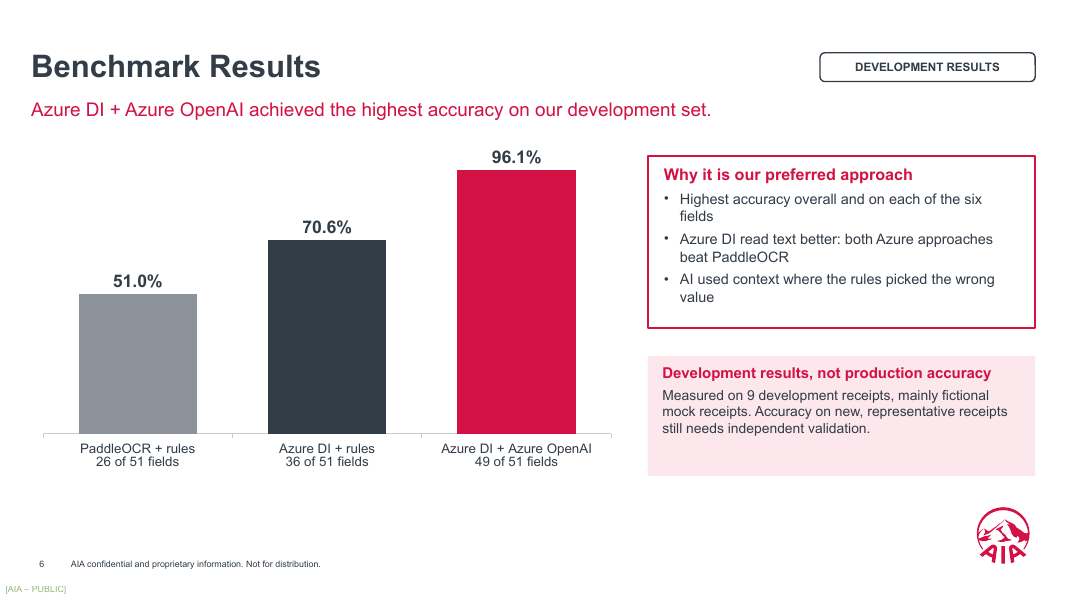 Benchmark Results
DEVELOPMENT RESULTS
Azure DI + Azure OpenAI achieved the highest accuracy on our development set.
51.0%
70.6%
96.1%
PaddleOCR + rules
26 of 51 fields
Azure DI + rules
36 of 51 fields
Azure DI + Azure OpenAI
49 of 51 fields
Why it is our preferred approach
• Highest accuracy overall and on each of the six
fields
• Azure DI read text better: both Azure approaches
beat PaddleOCR
• AI used context where the rules picked the wrong
value
Development results, not production accuracy
Measured on 9 development receipts, mainly fictional
mock receipts. Accuracy on new, representative receipts
still needs independent validation.
AIA
6 AIA confidential and proprietary information. Not for distribution.
[AIA – PUBLIC]